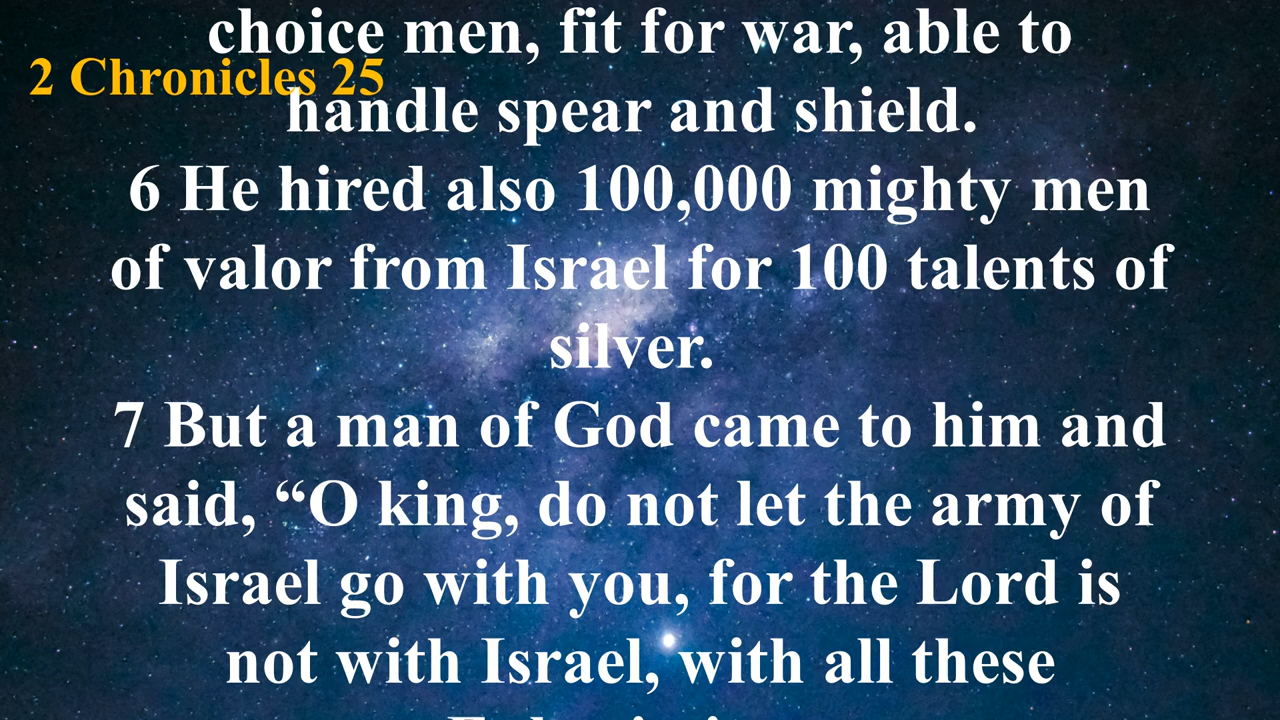 choice men, fit for war, able to
2 Chronicles 25
handle spear and shield.
6 He hired also 100,000 mighty men
of valor from Israel for 100 talents of
silver.
7 But a man of God came to him and
said, “O king, do not let the army of
Israel go with you, for the Lord is
not with Israel, with all these